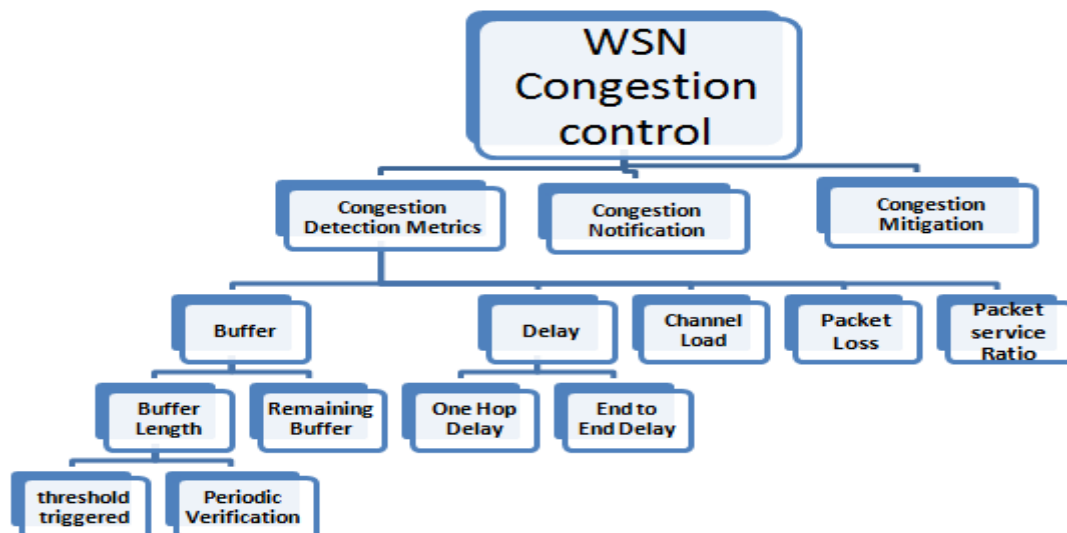 WSN
Congestion
control
Congestion
Detection Metrics
Congestion
Notification
Congestion
Mitigation
Buffer
Delay
Channel
Load
Packet
Loss
Packet
service
Ratio
Buffer
Length
Remaining
Buffer
One Hop
Delay
End to
End Delay
threshold
triggered
Periodic
Verification